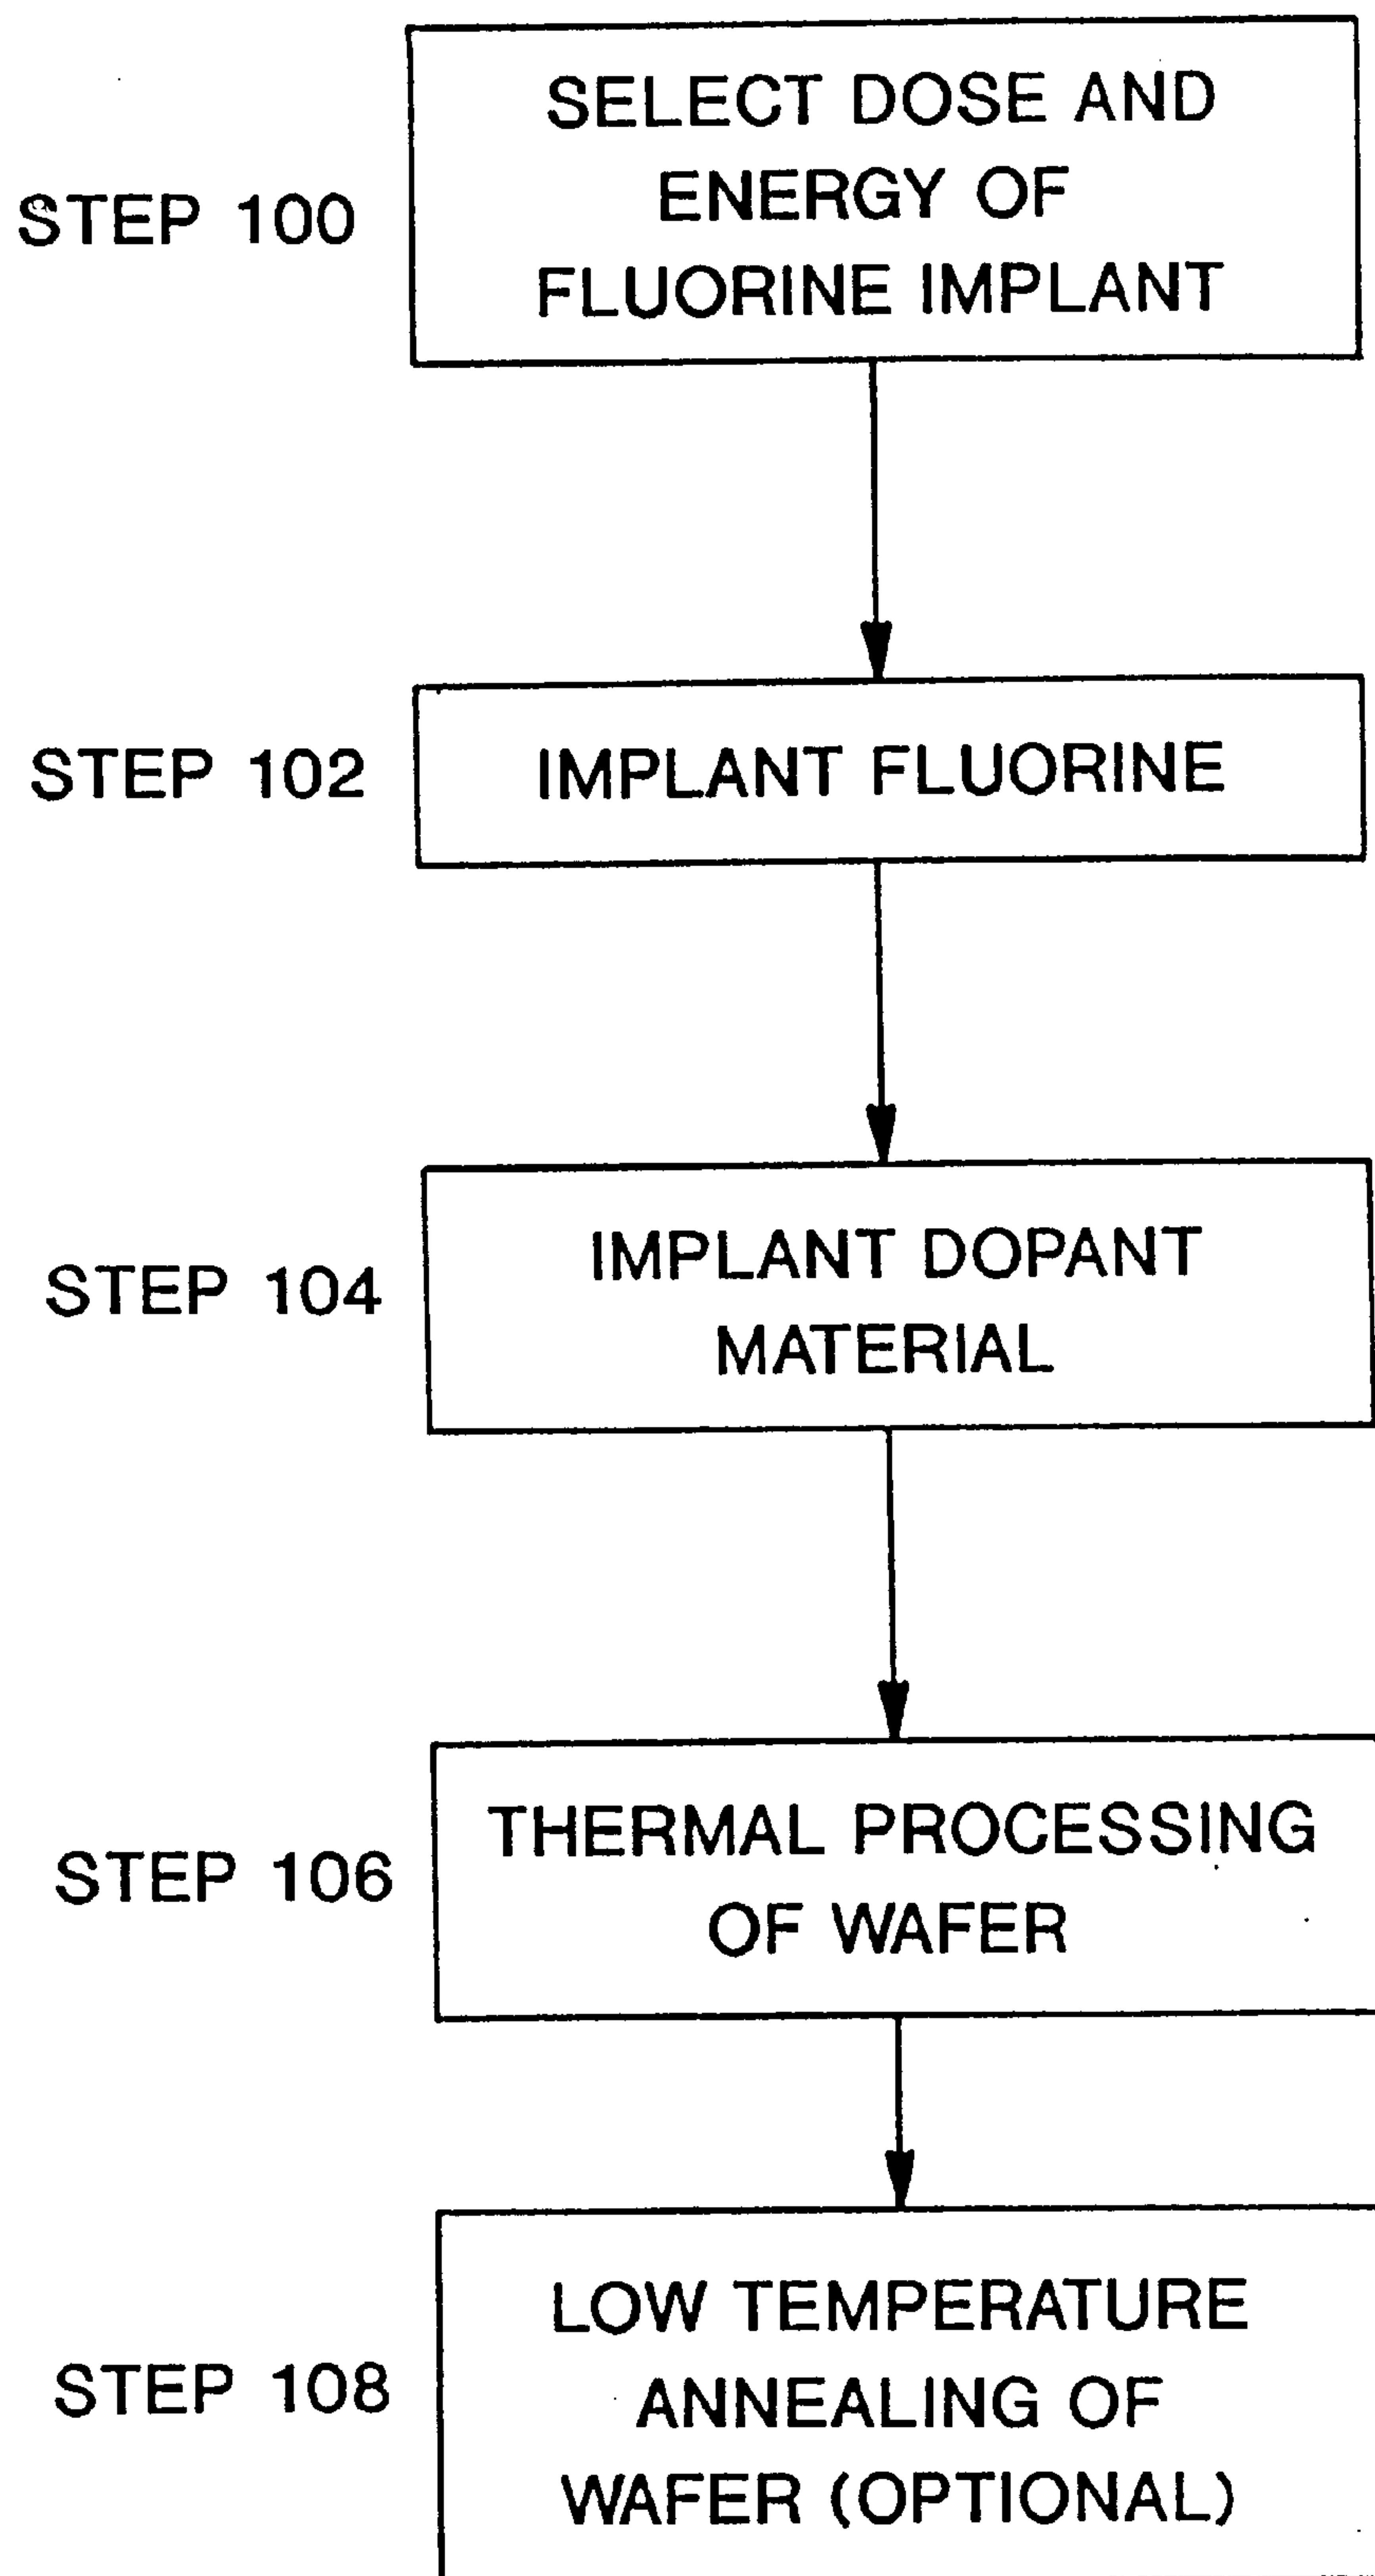 STEP 100
SELECT DOSE AND
ENERGY OF
FLUORINE IMPLANT
STEP 102
IMPLANT FLUORINE
STEP 104
IMPLANT DOPANT
MATERIAL
STEP 106
THERMAL PROCESSING
OF WAFER
STEP 108
LOW TEMPERATURE
ANNEALING OF
WAFER (OPTIONAL)